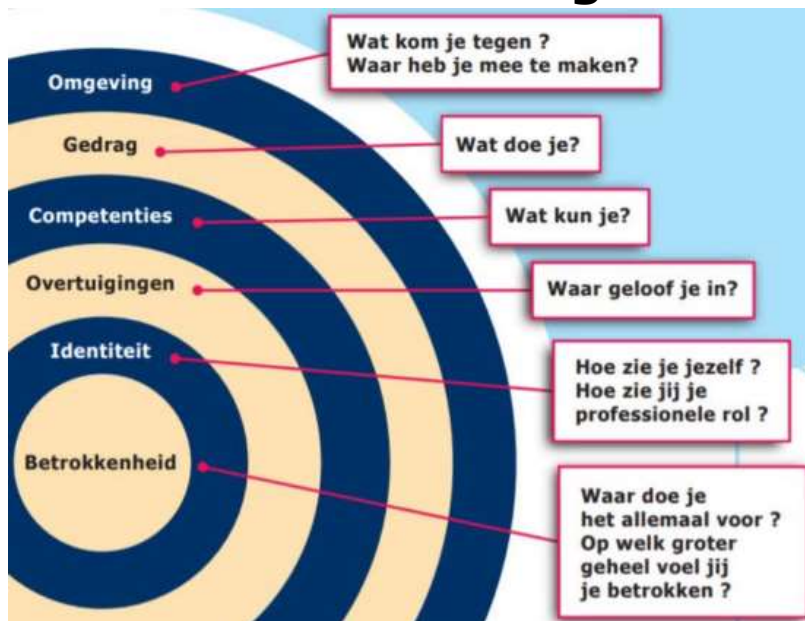 Omgeving
Wat kom je tegen ?
Waar heb je mee te maken?
Gedrag
Wat doe je?
Competenties
Wat kun je?
Overtuigingen
Waar geloof je in?
Identiteit
Hoe zie je jezelf ?
Hoe zie jij je
professionele rol ?
Betrokkenheid
Waar doe je
het allemaal voor ?
Op welk groter
geheel voel jij
je betrokken ?